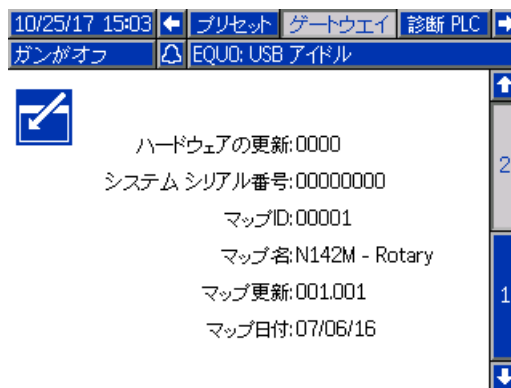 10/25/17 15:03 プリセット ゲートウェイ 診断 PLC
ガンがオフ EQU0: USB アイドル
ハードウェアの更新:0000
システム シリアル番号:00000000
マップID:00001
マップ名:N142M - Rotary
マップ更新:001.001
マップ日付:07/06/16
2
1